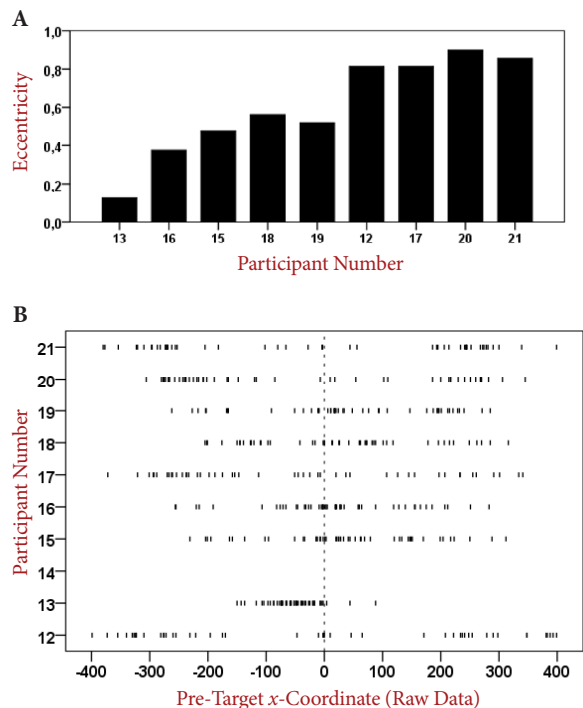 A
1,0
0,8
0,6
0,4
0,2
0,0
Eccentricity
13 16 15 18 19 12 17 20 21
Participant Number
B
21
20
19
18
17
16
15
14
13
12
Participant Number
-400 -300 -200 -100 0 100 200 300 400
Pre-Target x-Coordinate (Raw Data)